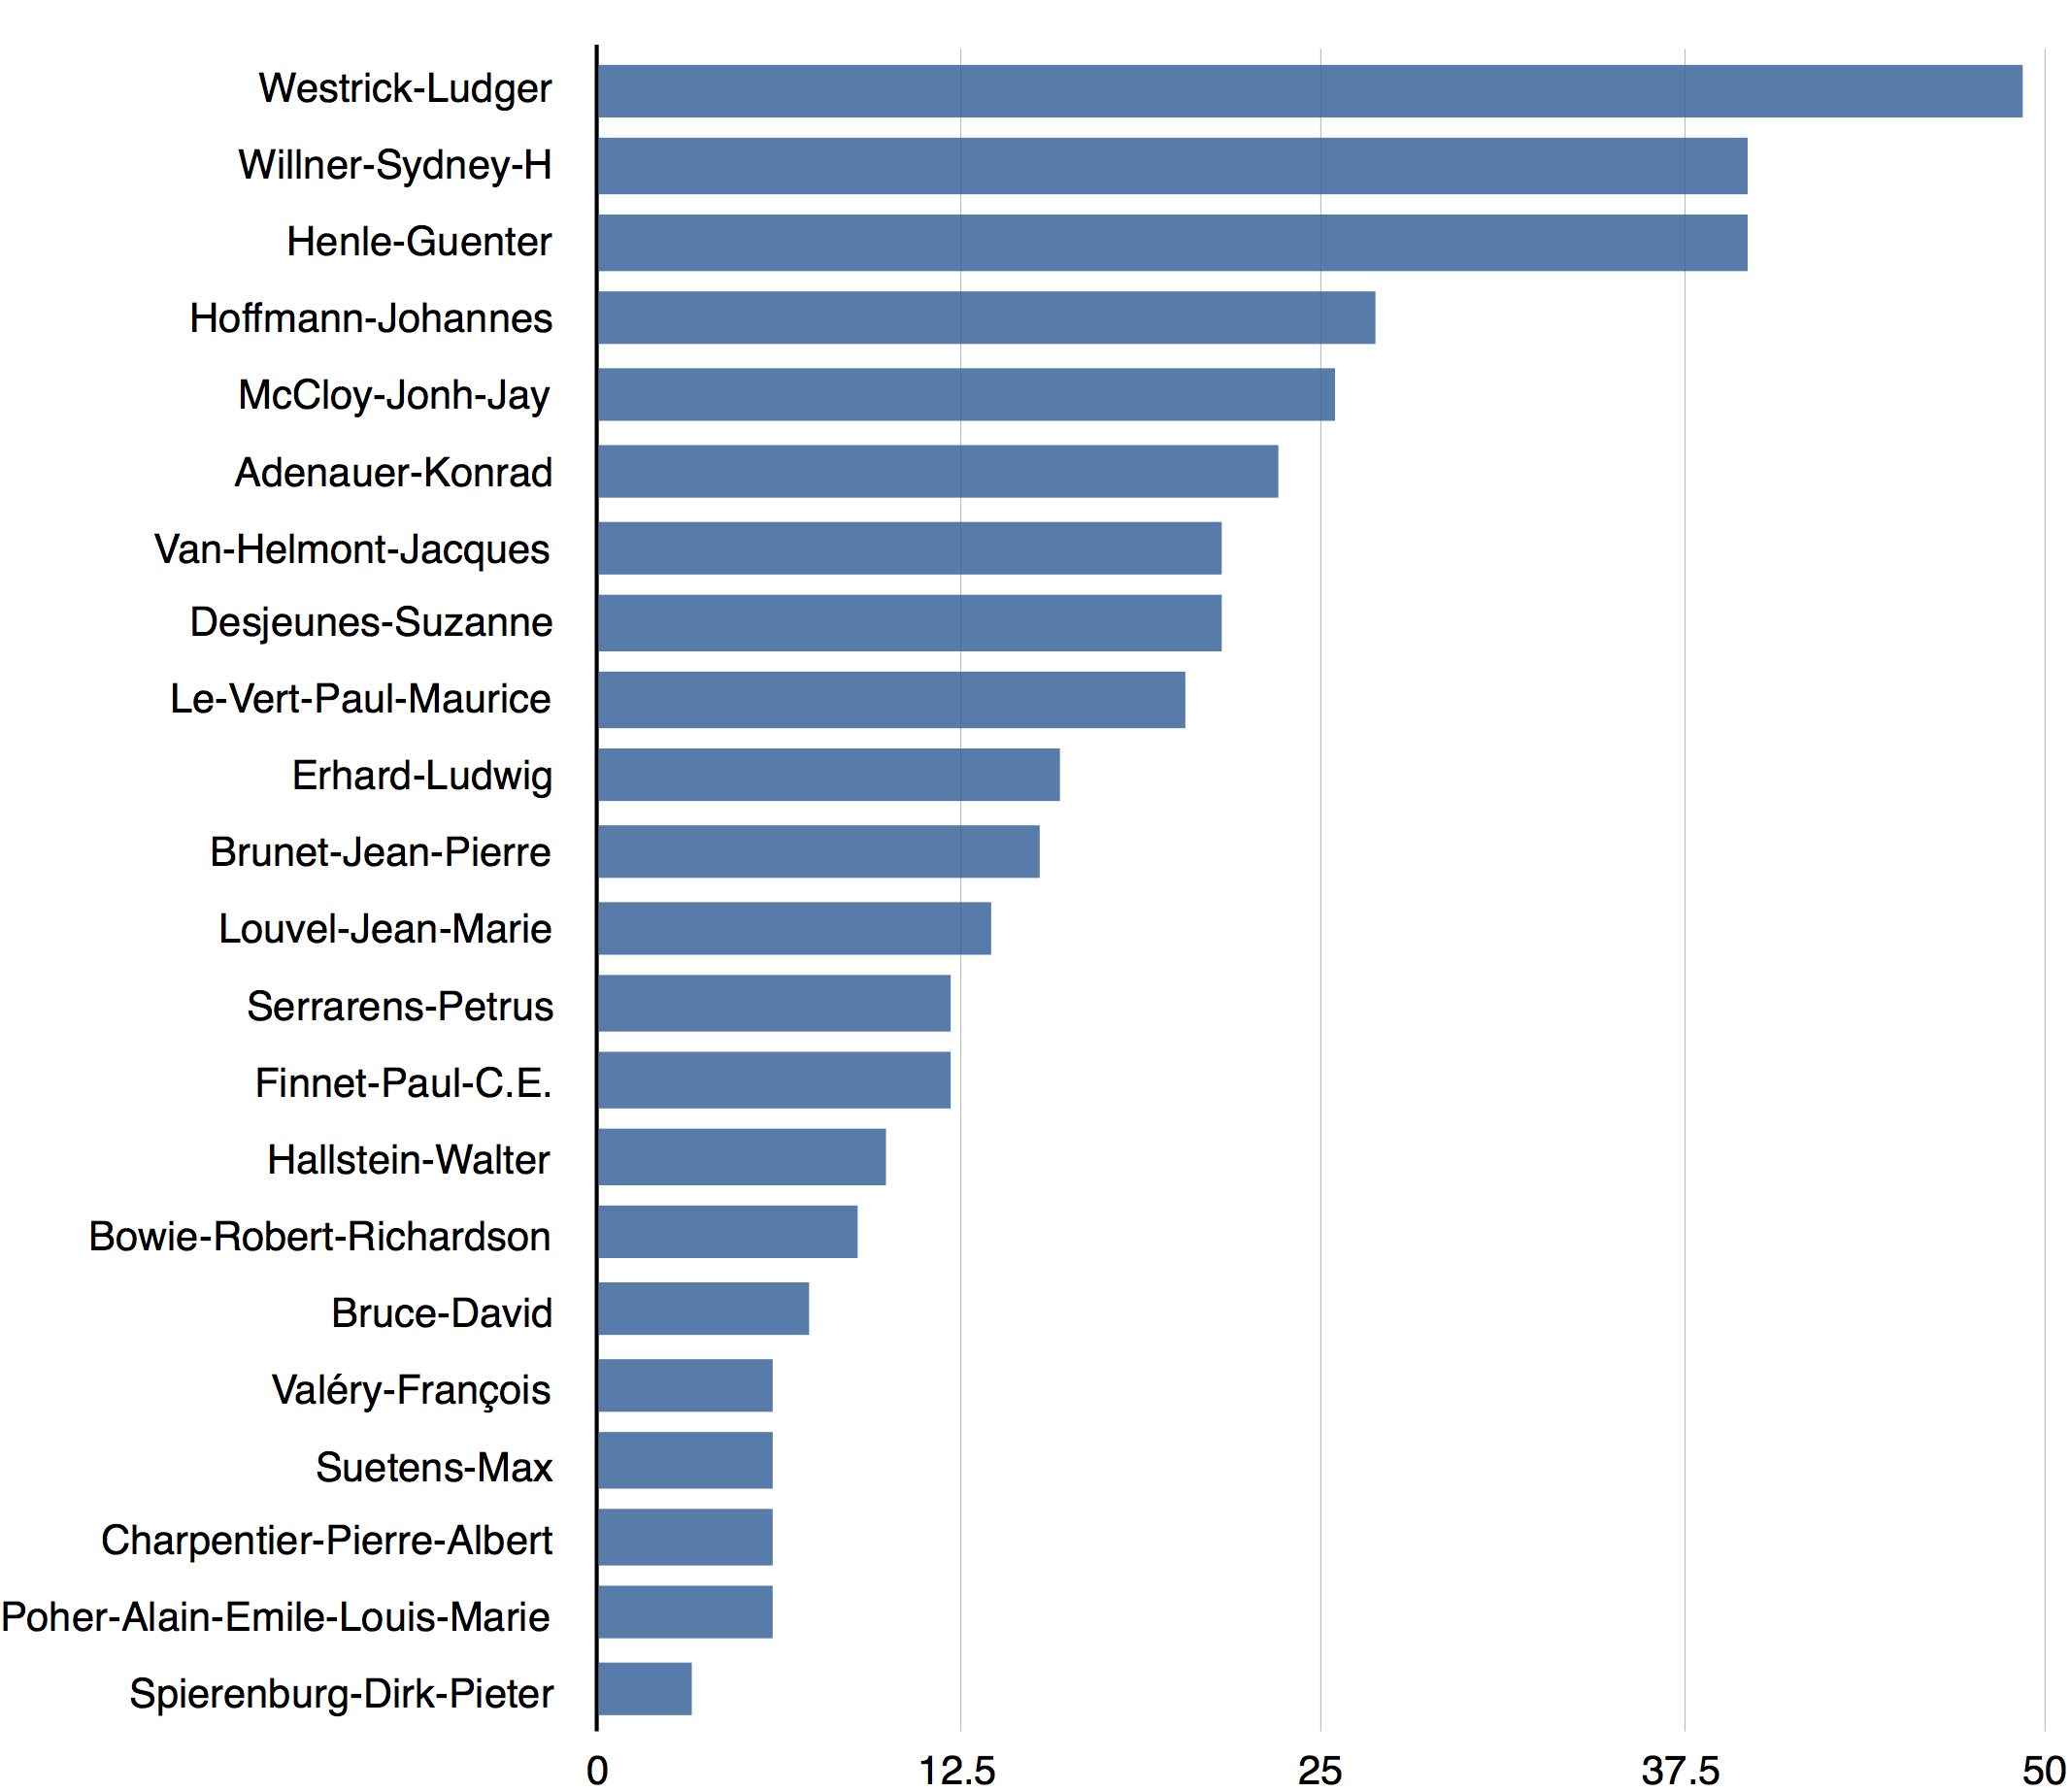 Westrick-Ludger
Willner-Sydney-H
Henle-Guenter
Hoffmann-Johannes
McCloy-Jonh-Jay
Adenauer-Konrad
Van-Helmont-Jacques
Desjeunes-Suzanne
Le-Vert-Paul-Maurice
Erhard-Ludwig
Brunet-Jean-Pierre
Louvel-Jean-Marie
Serrarens-Petrus
Finnet-Paul-C.E.
Hallstein-Walter
Bowie-Robert-Richardson
Bruce-David
Valéry-François
Suetens-Max
Charpentier-Pierre-Albert
Poher-Alain-Emile-Louis-Marie
Spierenburg-Dirk-Pieter
0 12.5 25 37.5 50